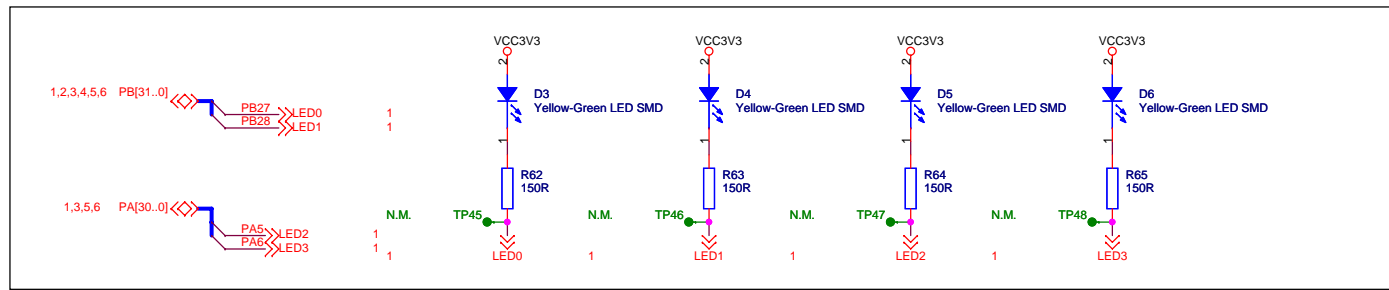 VCC3V3 VCC3V3 VCC3V3 VCC3V3
2 2 2 2
1,2,3,4,5,6 PB[31..0]
D3 D4 D5 D6
Yellow-Green LED SMD Yellow-Green LED SMD Yellow-Green LED SMD Yellow-Green LED SMD
PB27 LED0 1
PB28 LED1 1
1 1 1 1
R62 R63 R64 R65
150R 150R 150R 150R
1,3,5,6 PA[30..0]
N.M. TP45 N.M. TP46 N.M. TP47 N.M. TP48
PA5 LED2 1
PA6 LED3 1
1 LED0 1 LED1 1 LED2 1 LED3